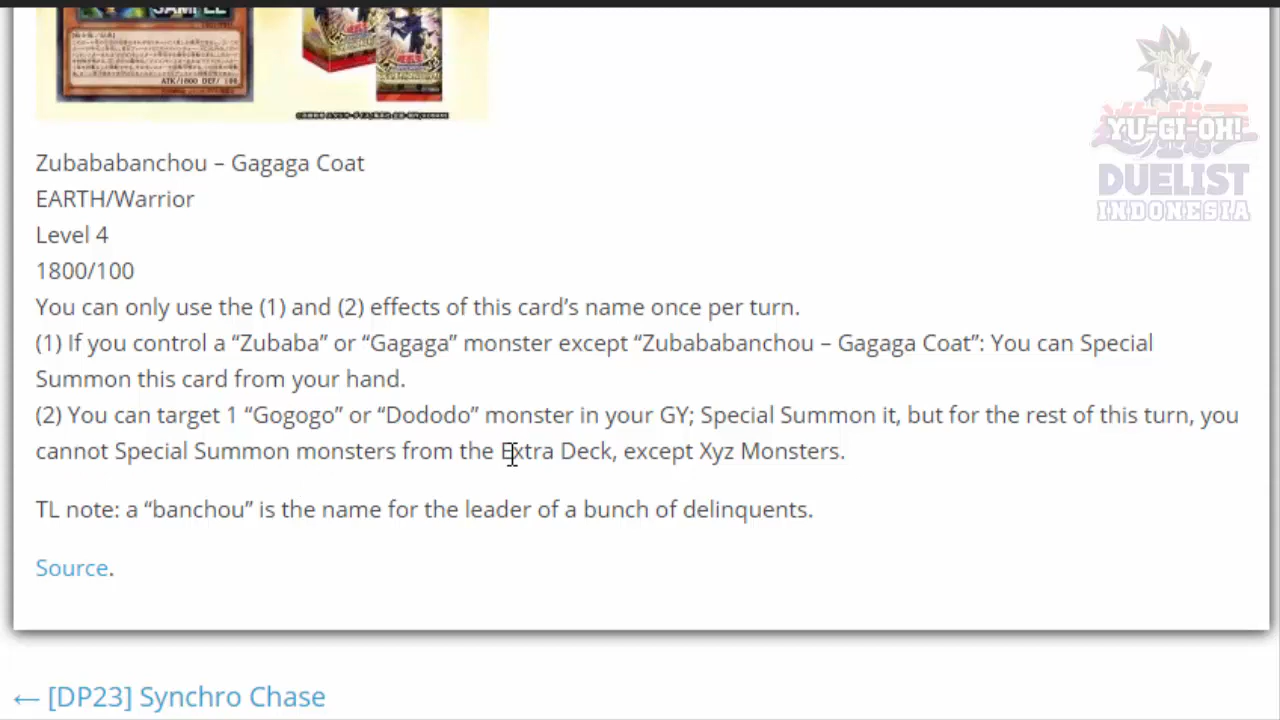 SAMPLE
ATK/1800 DEF/ 100
YU-GI-OH!
DUELIST
INDONESIA
Zubababanchou – Gagaga Coat
EARTH/Warrior
Level 4
1800/100
You can only use the (1) and (2) effects of this card’s name once per turn.
(1) If you control a “Zubaba” or “Gagaga” monster except “Zubababanchou – Gagaga Coat”: You can Special
Summon this card from your hand.
(2) You can target 1 “Gogogo” or “Dododo” monster in your GY; Special Summon it, but for the rest of this turn, you
cannot Special Summon monsters from the Extra Deck, except Xyz Monsters.
TL note: a “banchou” is the name for the leader of a bunch of delinquents.
Source.
← [DP23] Synchro Chase